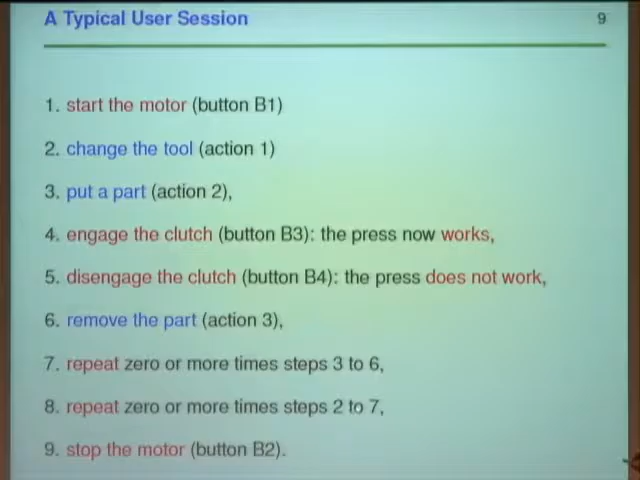 A Typical User Session
9
1. start the motor (button B1)
2. change the tool (action 1)
3. put a part (action 2),
4. engage the clutch (button B3): the press now works,
5. disengage the clutch (button B4): the press does not work,
6. remove the part (action 3),
7. repeat zero or more times steps 3 to 6,
8. repeat zero or more times steps 2 to 7,
9. stop the motor (button B2).